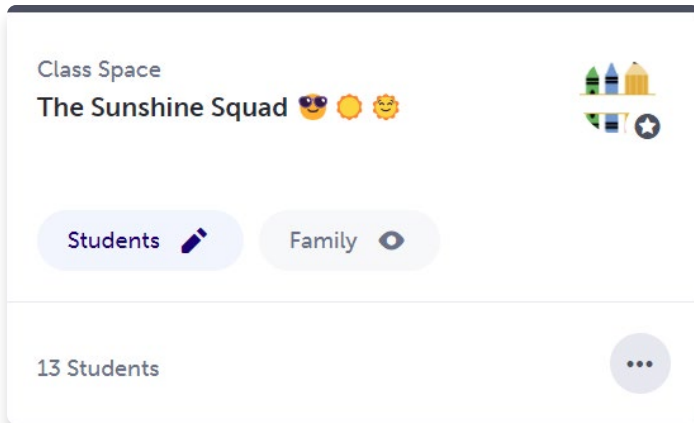 Class Space
The Sunshine Squad 😎 🌞 🌞
Students
Family
13 Students